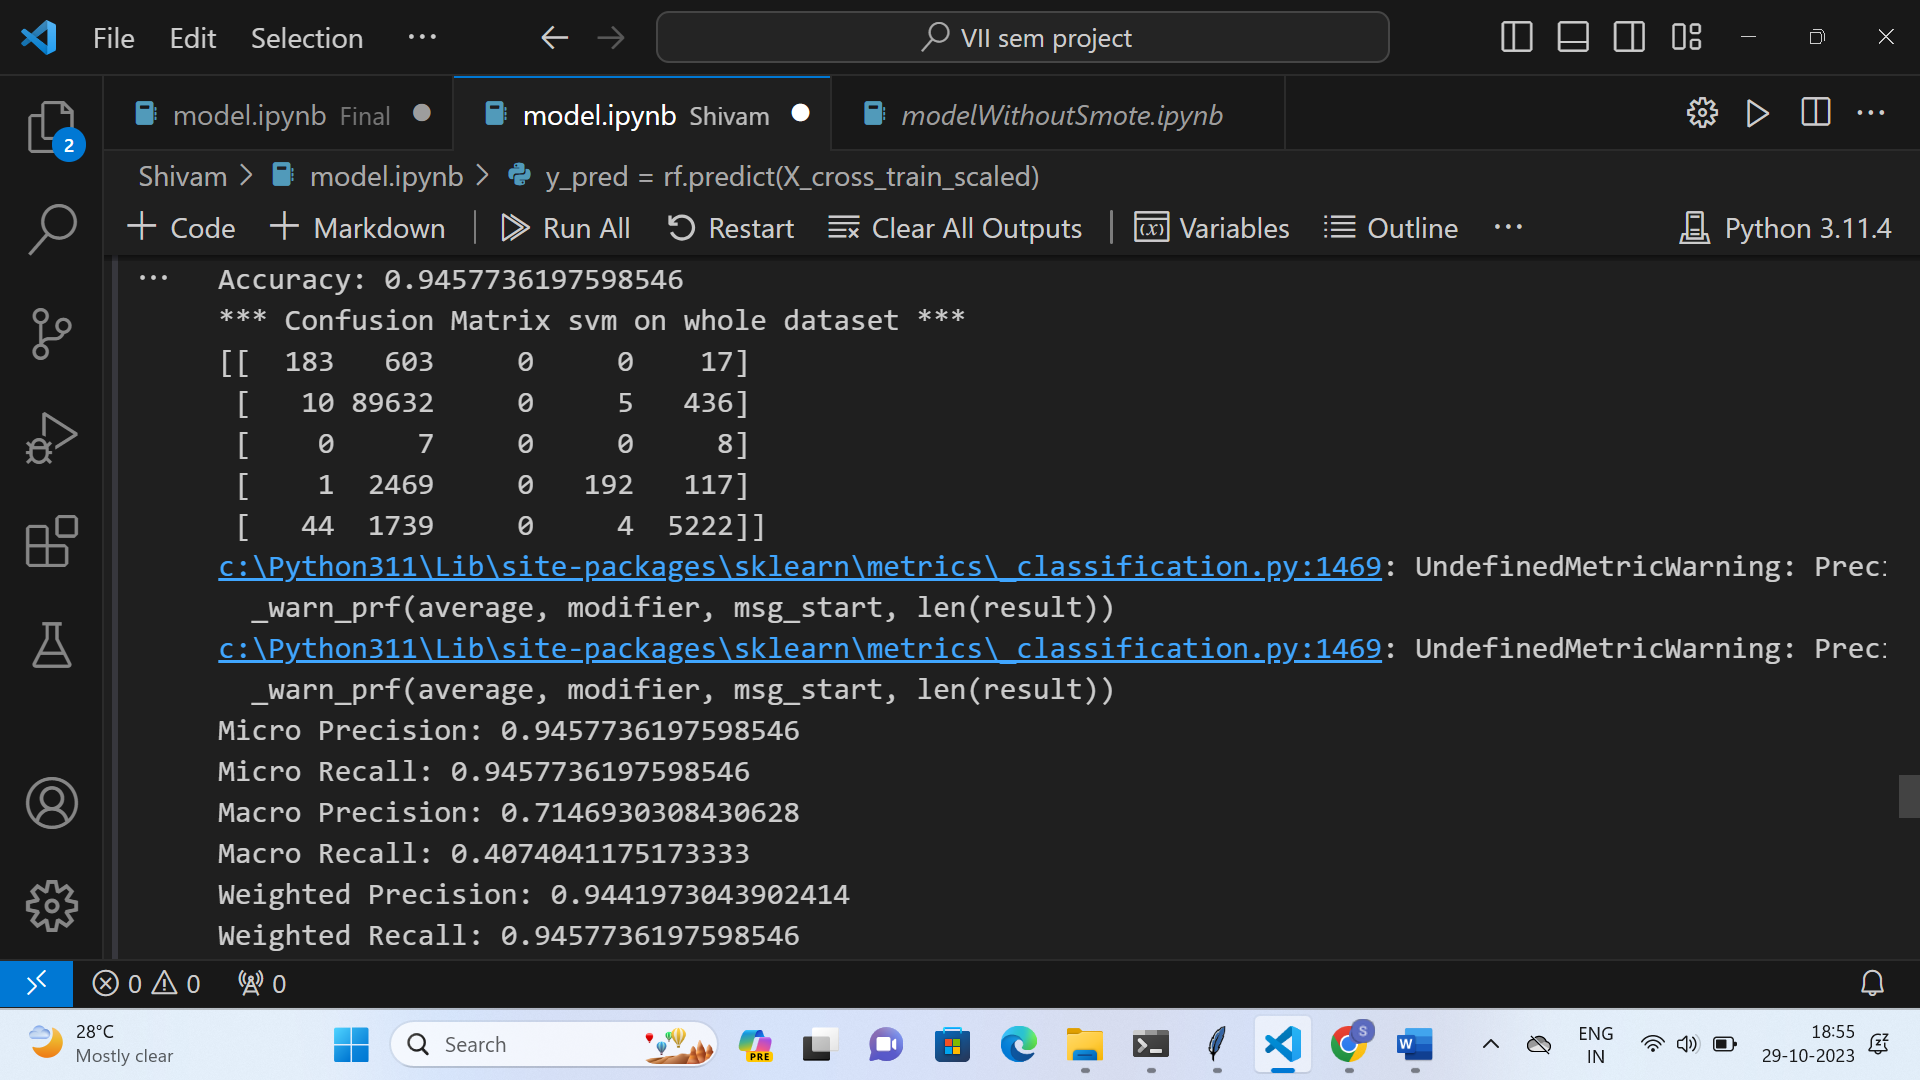 File Edit Selection ··· VII sem project
model.ipynb Final model.ipynb Shivam modelWithoutSmote.ipynb
2
Shivam > model.ipynb > y_pred = rf.predict(X_cross_train_scaled)
+ Code + Markdown | Run All Restart Clear All Outputs | Variables Outline ··· Python 3.11.4
Accuracy: 0.9457736197598546
*** Confusion Matrix svm on whole dataset ***
[[ 183 603 0 0 17]
[ 10 89632 0 5 436]
[ 0 7 0 0 8]
[ 1 2469 0 192 117]
[ 44 1739 0 4 5222]]
c:\Python311\Lib\site-packages\sklearn\metrics\_classification.py:1469: UndefinedMetricWarning: Preci
_warn_prf(average, modifier, msg_start, len(result))
c:\Python311\Lib\site-packages\sklearn\metrics\_classification.py:1469: UndefinedMetricWarning: Preci
_warn_prf(average, modifier, msg_start, len(result))
Micro Precision: 0.9457736197598546
Micro Recall: 0.9457736197598546
Macro Precision: 0.7146930308430628
Macro Recall: 0.4074041175173333
Weighted Precision: 0.9441973043902414
Weighted Recall: 0.9457736197598546
0 0 0
28°C
Mostly clear
Search
PRE
S
W
ENG
IN
18:55
29-10-2023